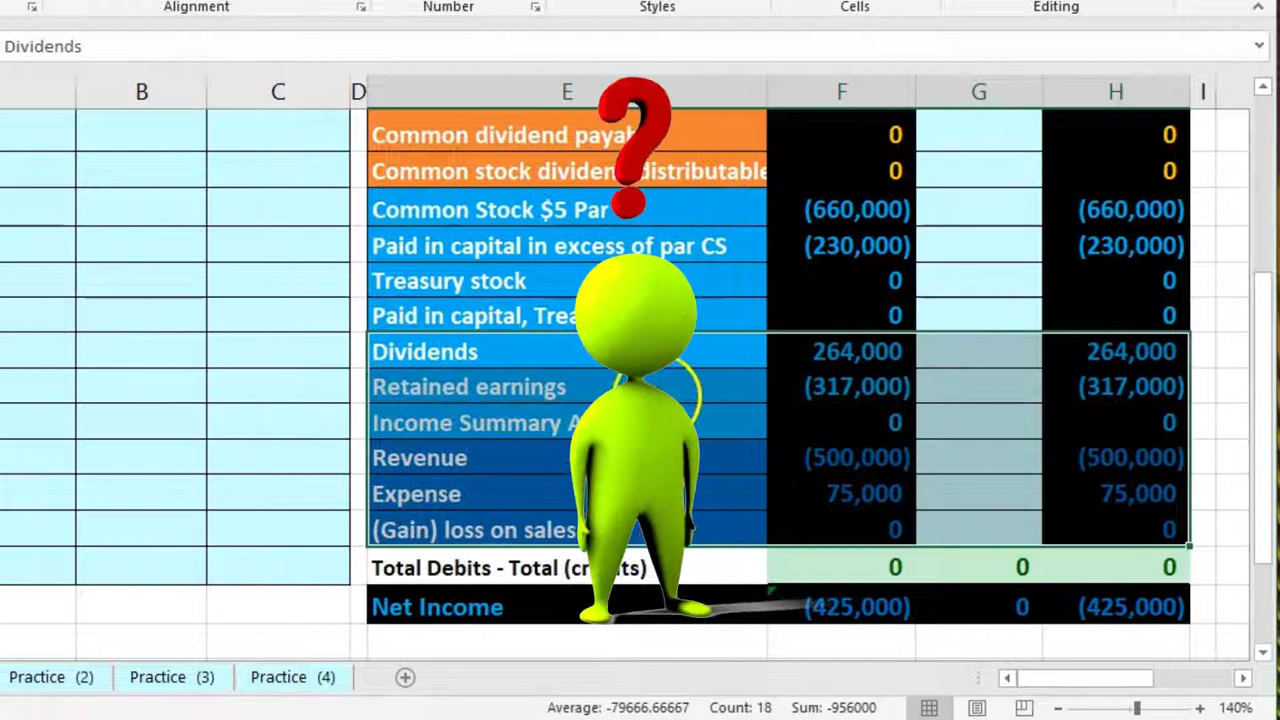 Alignment Number Styles Cells Editing
Dividends
B C D E F G H I
Common dividend 0 0
Common stock 0 0
Common Stock $5 Par (660,000) (660,000)
Paid in capital in excess of par CS (230,000) (230,000)
Treasury stock 0 0
Paid in capital, 0 0
Dividends 264,000 264,000
Retained earnings (317,000) (317,000)
Income Summary 0 0
Revenue (500,000) (500,000)
Expense 75,000 75,000
(Gain) loss on sales 0 0
Total Debits - Total 0 0 0
Net Income (425,000) 0 (425,000)
Practice (2) Practice (3) Practice (4)
Average: -79666.66667 Count: 18 Sum: -956000 140%